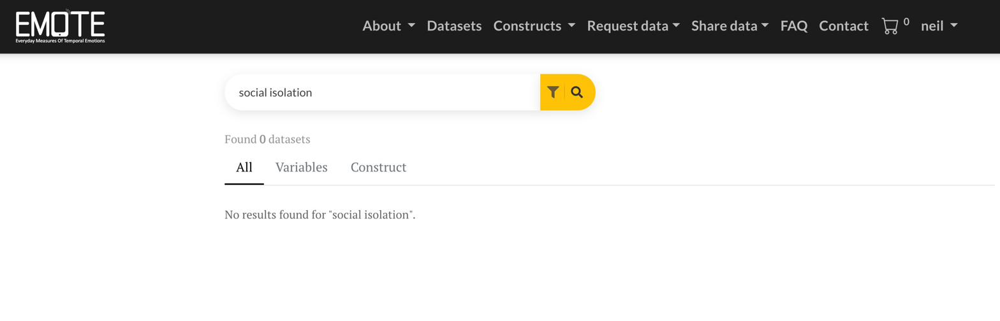 EMOTE
Everyday Measures Of Temporal Emotions
About Datasets Constructs Request data Share data FAQ Contact 0 neil
social isolation
Found 0 datasets
All Variables Construct
No results found for "social isolation".